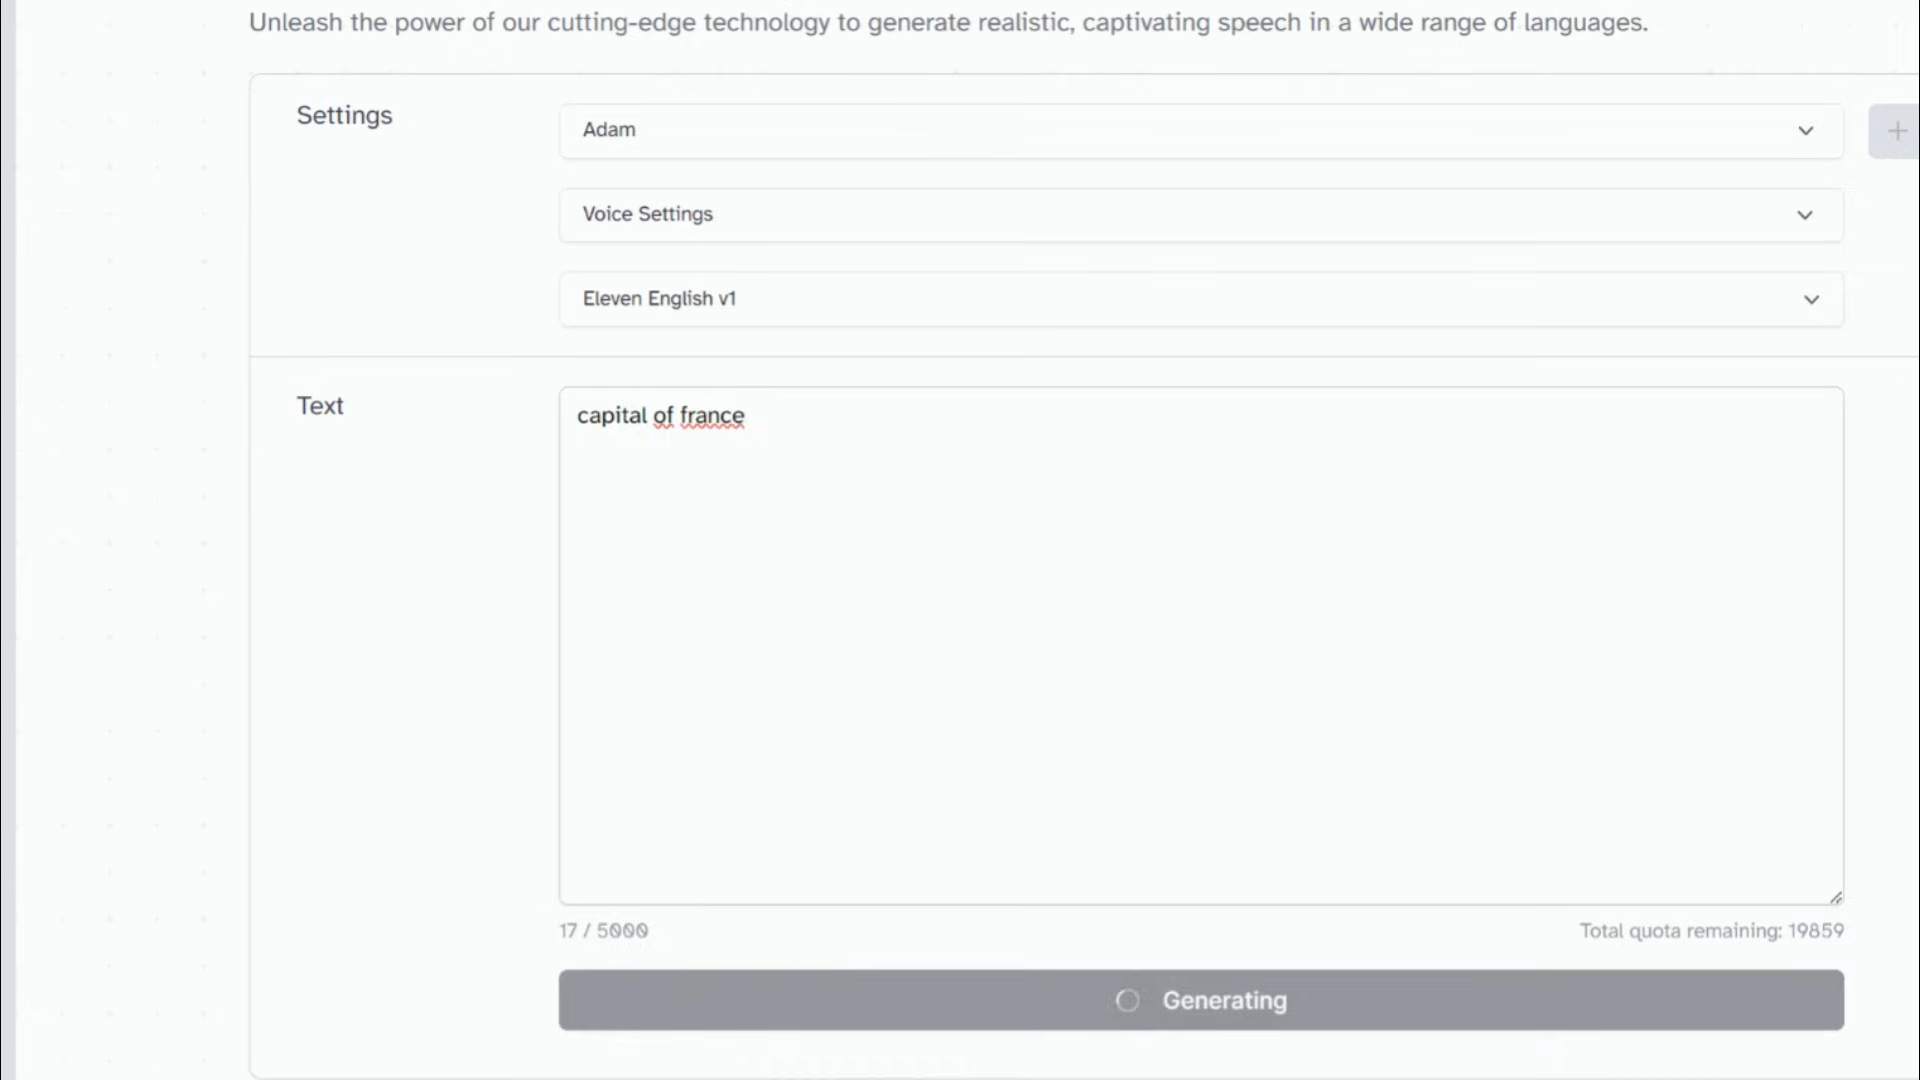 Unleash the power of our cutting-edge technology to generate realistic, captivating speech in a wide range of languages.
Settings
Adam
Voice Settings
Eleven English v1
Text
capital of france
17 / 5000
Total quota remaining: 19859
Generating